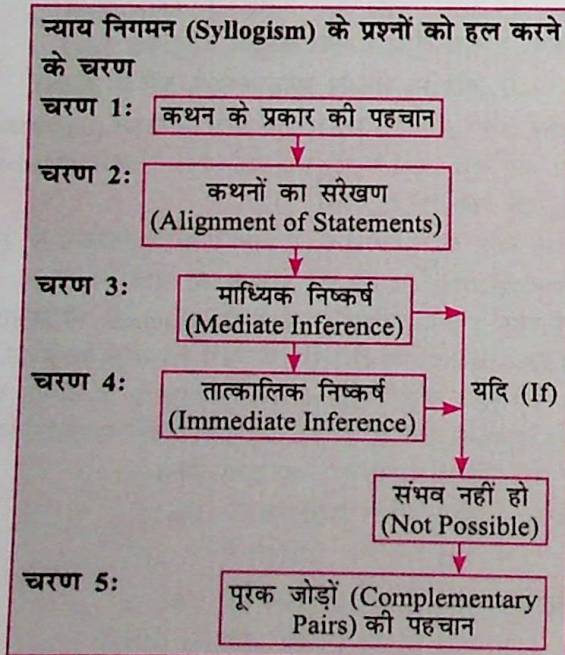 न्याय निगमन (Syllogism) के प्रश्नों को हल करने
के चरण
चरण 1: कथन के प्रकार की पहचान
चरण 2: कथनों का सरेखण
(Alignment of Statements)
चरण 3: माध्यिक निष्कर्ष
(Mediate Inference)
चरण 4: तात्कालिक निष्कर्ष यदि (If)
(Immediate Inference)
संभव नहीं हो
(Not Possible)
चरण 5: पूरक जोड़ों (Complementary
Pairs) की पहचान